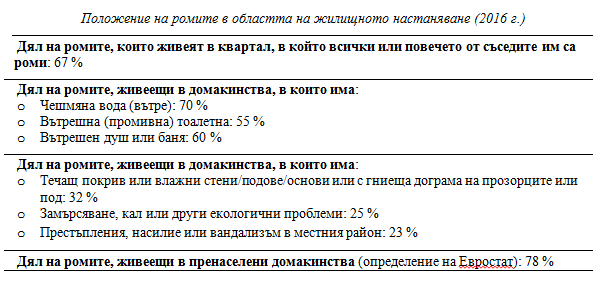 Положение на ромите в областта на жилищното настаняване (2016 г.)
Дял на ромите, които живеят в квартал, в който всички или повечето от съседите им са
роми: 67 %
Дял на ромите, живеещи в домакинства, в които има:
o Чешмяна вода (вътре): 70 %
o Вътрешна (промивна) тоалетна: 55 %
o Вътрешен душ или баня: 60 %
Дял на ромите, живеещи в домакинства, в които има:
o Течащ покрив или влажни стени/подове/основи или с гниеща дограма на прозорците или
под: 32 %
o Замърсяване, кал или други екологични проблеми: 25 %
o Престъпления, насилие или вандализъм в местния район: 23 %
Дял на ромите, живеещи в пренаселени домакинства (определение на Евростат): 78 %